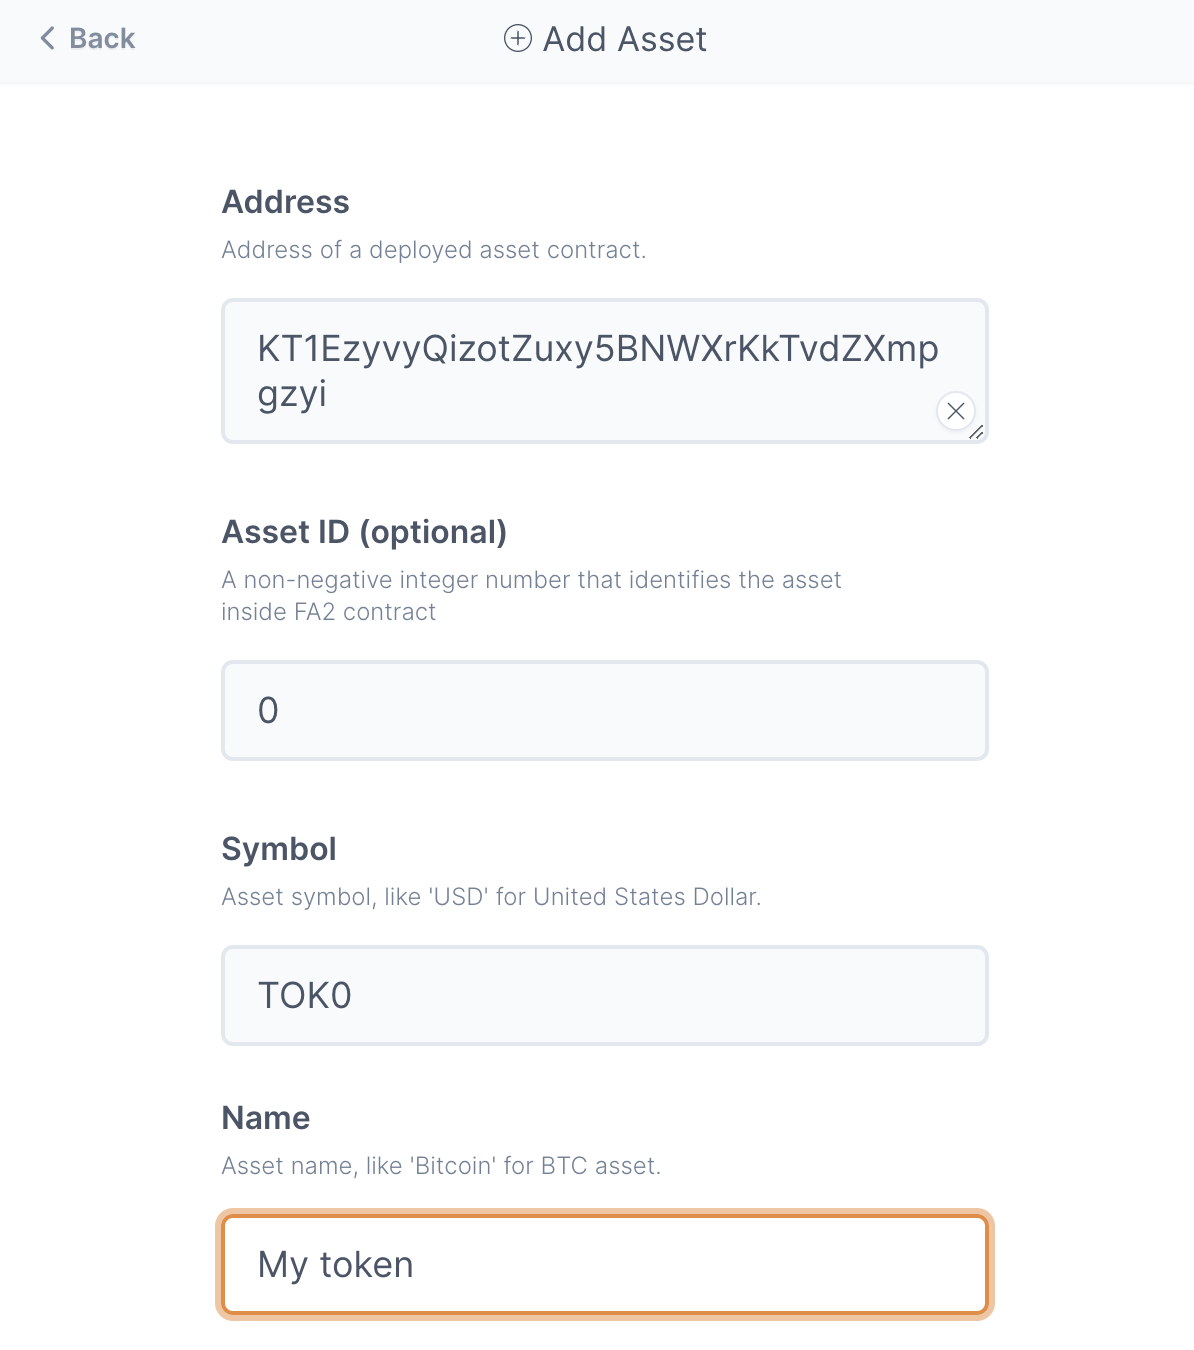 Back
Add Asset
Address
Address of a deployed asset contract.
KT1EzyvyQizotZuxy5BNWXrKkTvdZXmp
gzyi
Asset ID (optional)
A non-negative integer number that identifies the asset
inside FA2 contract
0
Symbol
Asset symbol, like 'USD' for United States Dollar.
TOK0
Name
Asset name, like 'Bitcoin' for BTC asset.
My token